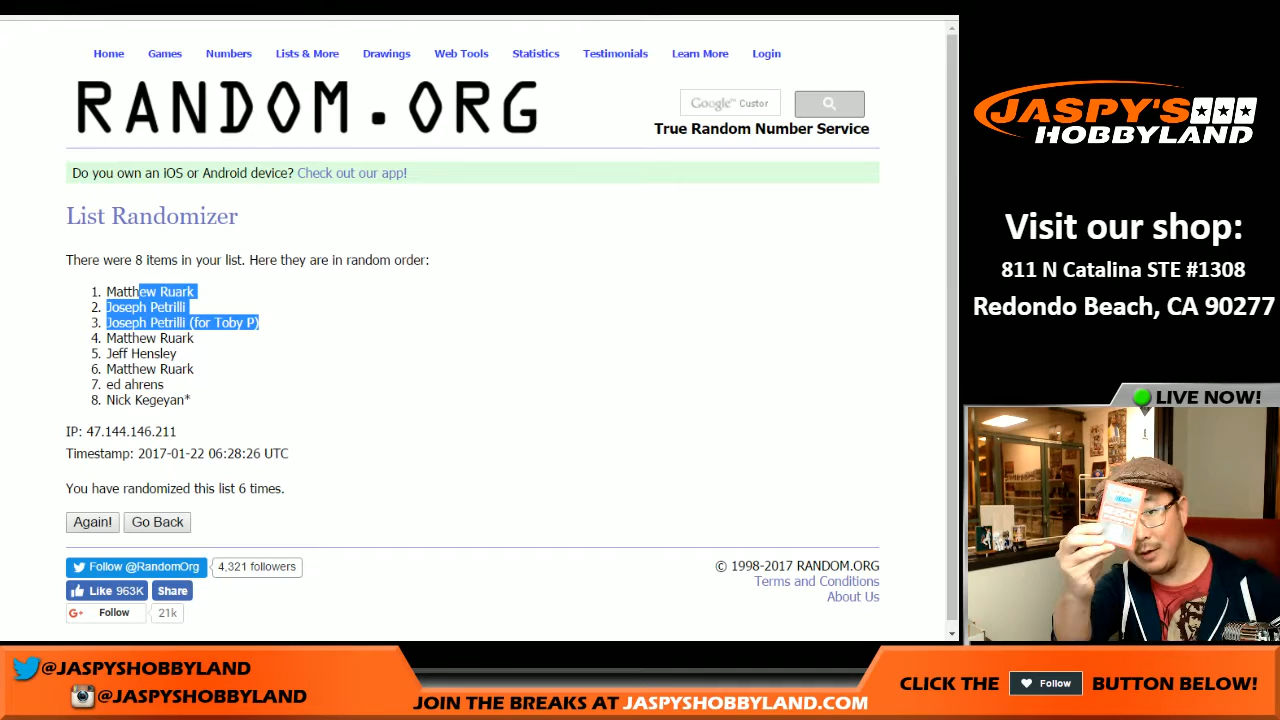 Home Games Numbers Lists & More Drawings Web Tools Statistics Testimonials Learn More Login
RANDOM.ORG
Google™ Custor
True Random Number Service
Do you own an iOS or Android device? Check out our app!
List Randomizer
There were 8 items in your list. Here they are in random order:
1. Matthew Ruark
2. Joseph Petrilli
3. Joseph Petrilli (for Toby P)
4. Matthew Ruark
5. Jeff Hensley
6. Matthew Ruark
7. ed ahrens
8. Nick Kegeyan*
IP: 47.144.146.211
Timestamp: 2017-01-22 06:28:26 UTC
You have randomized this list 6 times.
Again! Go Back
Follow @RandomOrg 4,321 followers
Like 963K Share
G+ Follow 21k
© 1998-2017 RANDOM.ORG
Terms and Conditions
About Us
JASPY'S
HOBBYLAND
Visit our shop:
811 N Catalina STE #1308
Redondo Beach, CA 90277
LIVE NOW!
@JASPYSHOBBYLAND
@JASPYSHOBBYLAND
JOIN THE BREAKS AT JASPYSHOBBYLAND.COM
CLICK THE Follow BUTTON BELOW!